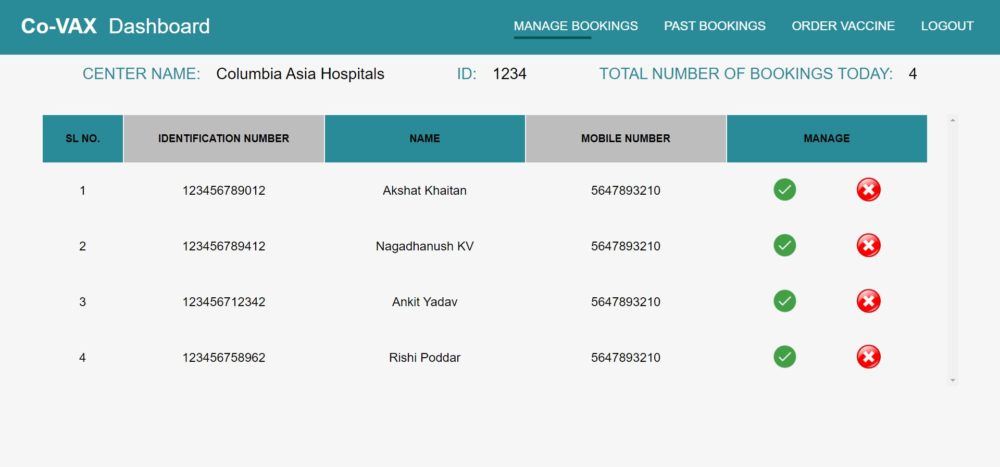 Co-VAX Dashboard MANAGE BOOKINGS PAST BOOKINGS ORDER VACCINE LOGOUT
CENTER NAME: Columbia Asia Hospitals ID: 1234 TOTAL NUMBER OF BOOKINGS TODAY: 4
SL NO. IDENTIFICATION NUMBER NAME MOBILE NUMBER MANAGE
1 123456789012 Akshat Khaitan 5647893210
2 123456789412 Nagadhanush KV 5647893210
3 123456712342 Ankit Yadav 5647893210
4 123456758962 Rishi Poddar 5647893210